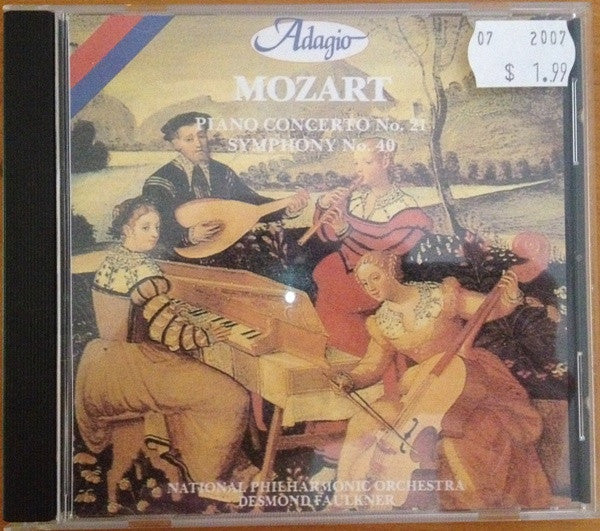 Adagio
07 2007
$ 1.99
MOZART
PIANO CONCERTO No. 21
SYMPHONY No. 40
NATIONAL PHILHARMONIC ORCHESTRA
DESMOND FAULKNER